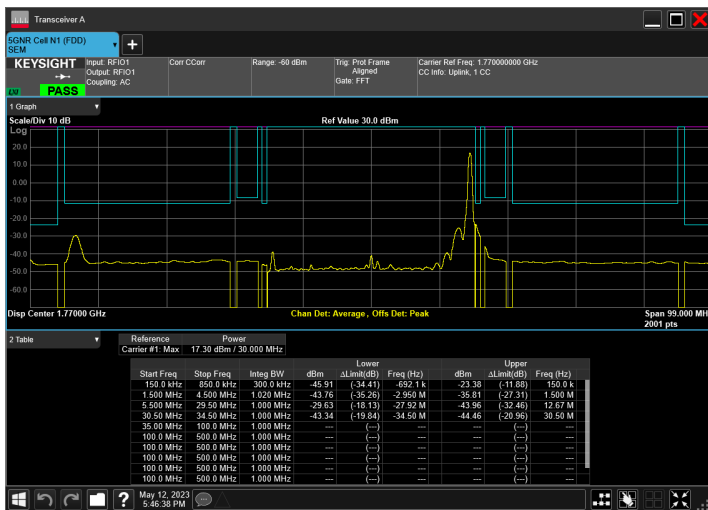 Transceiver A
5GNR Cell N1 (FDD)
SEM
KEYSIGHT
PASS
Input: RFIO1
Output: RFIO1
Coupling: AC
Corr CCorr
Range: -60 dBm
Trig: Prot Frame
Aligned
Gate: FFT
Carrier Ref Freq: 1.770000000 GHz
CC Info: Uplink, 1 CC
1 Graph
Scale/Div 10 dB
Ref Value 30.0 dBm
Log
20.0
10.0
0.00
-10.0
-20.0
-30.0
-40.0
-50.0
-60.0
Disp Center 1.77000 GHz
Chan Det: Average, Offs Det: Peak
Span 99.000 MH
2001 pts
2 Table
Reference Power
Carrier #1: Max 17.30 dBm / 30.000 MHz
Lower Upper
Start Freq Stop Freq Integ BW dBm ΔLimit(dB) Freq (Hz) dBm ΔLimit(dB) Freq (Hz)
150.0 kHz 850.0 kHz 300.0 kHz -45.91 (-34.41) -692.1 k -23.38 (-11.88) 150.0 k
1.500 MHz 4.500 MHz 1.020 MHz -43.76 (-35.26) -2.950 M -35.81 (-27.31) 1.500 M
5.500 MHz 29.50 MHz 1.000 MHz -29.63 (-18.13) -27.92 M -43.96 (-32.46) 12.67 M
30.50 MHz 34.50 MHz 1.000 MHz -43.34 (-19.84) -34.50 M -44.46 (-20.96) 30.50 M
35.00 MHz 100.0 MHz 1.000 MHz --- (---) --- --- (---) ---
100.0 MHz 500.0 MHz 1.000 MHz --- (---) --- --- (---) ---
100.0 MHz 500.0 MHz 1.000 MHz --- (---) --- --- (---) ---
100.0 MHz 500.0 MHz 1.000 MHz --- (---) --- --- (---) ---
100.0 MHz 500.0 MHz 1.000 MHz --- (---) --- --- (---) ---
100.0 MHz 500.0 MHz 1.000 MHz --- (---) --- --- (---) ---
May 12, 2023
5:46:38 PM